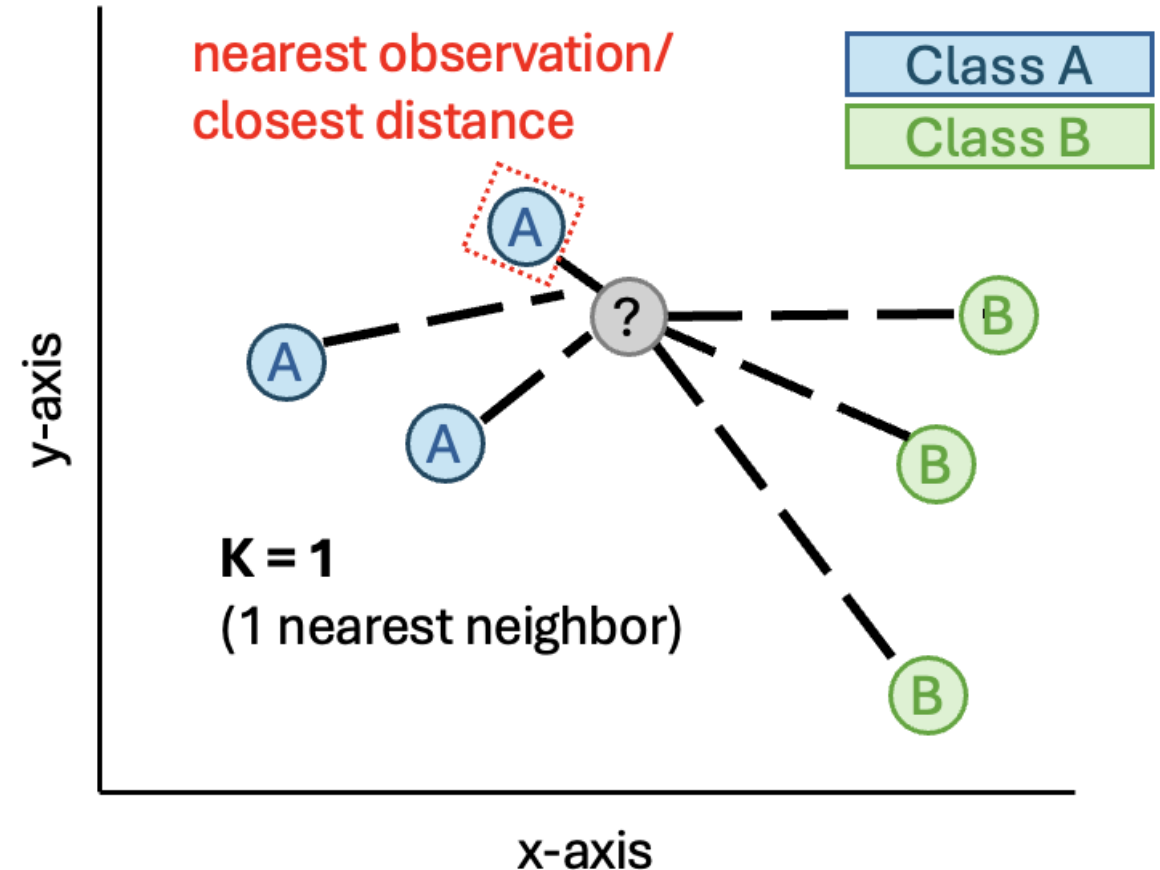 nearest observation/
closest distance
Class A
Class B
A
?
B
A
A
B
K = 1
(1 nearest neighbor)
B
y-axis
x-axis